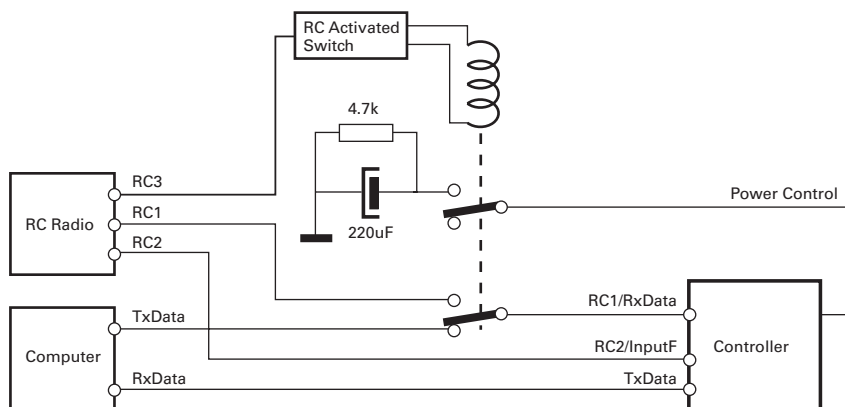 RC Activated
Switch
4.7k
RC3
Power Control
RC1
RC Radio
220uF
RC2
RC1/RxData
TxData
RC2/InputF
Controller
Computer
RxData
TxData